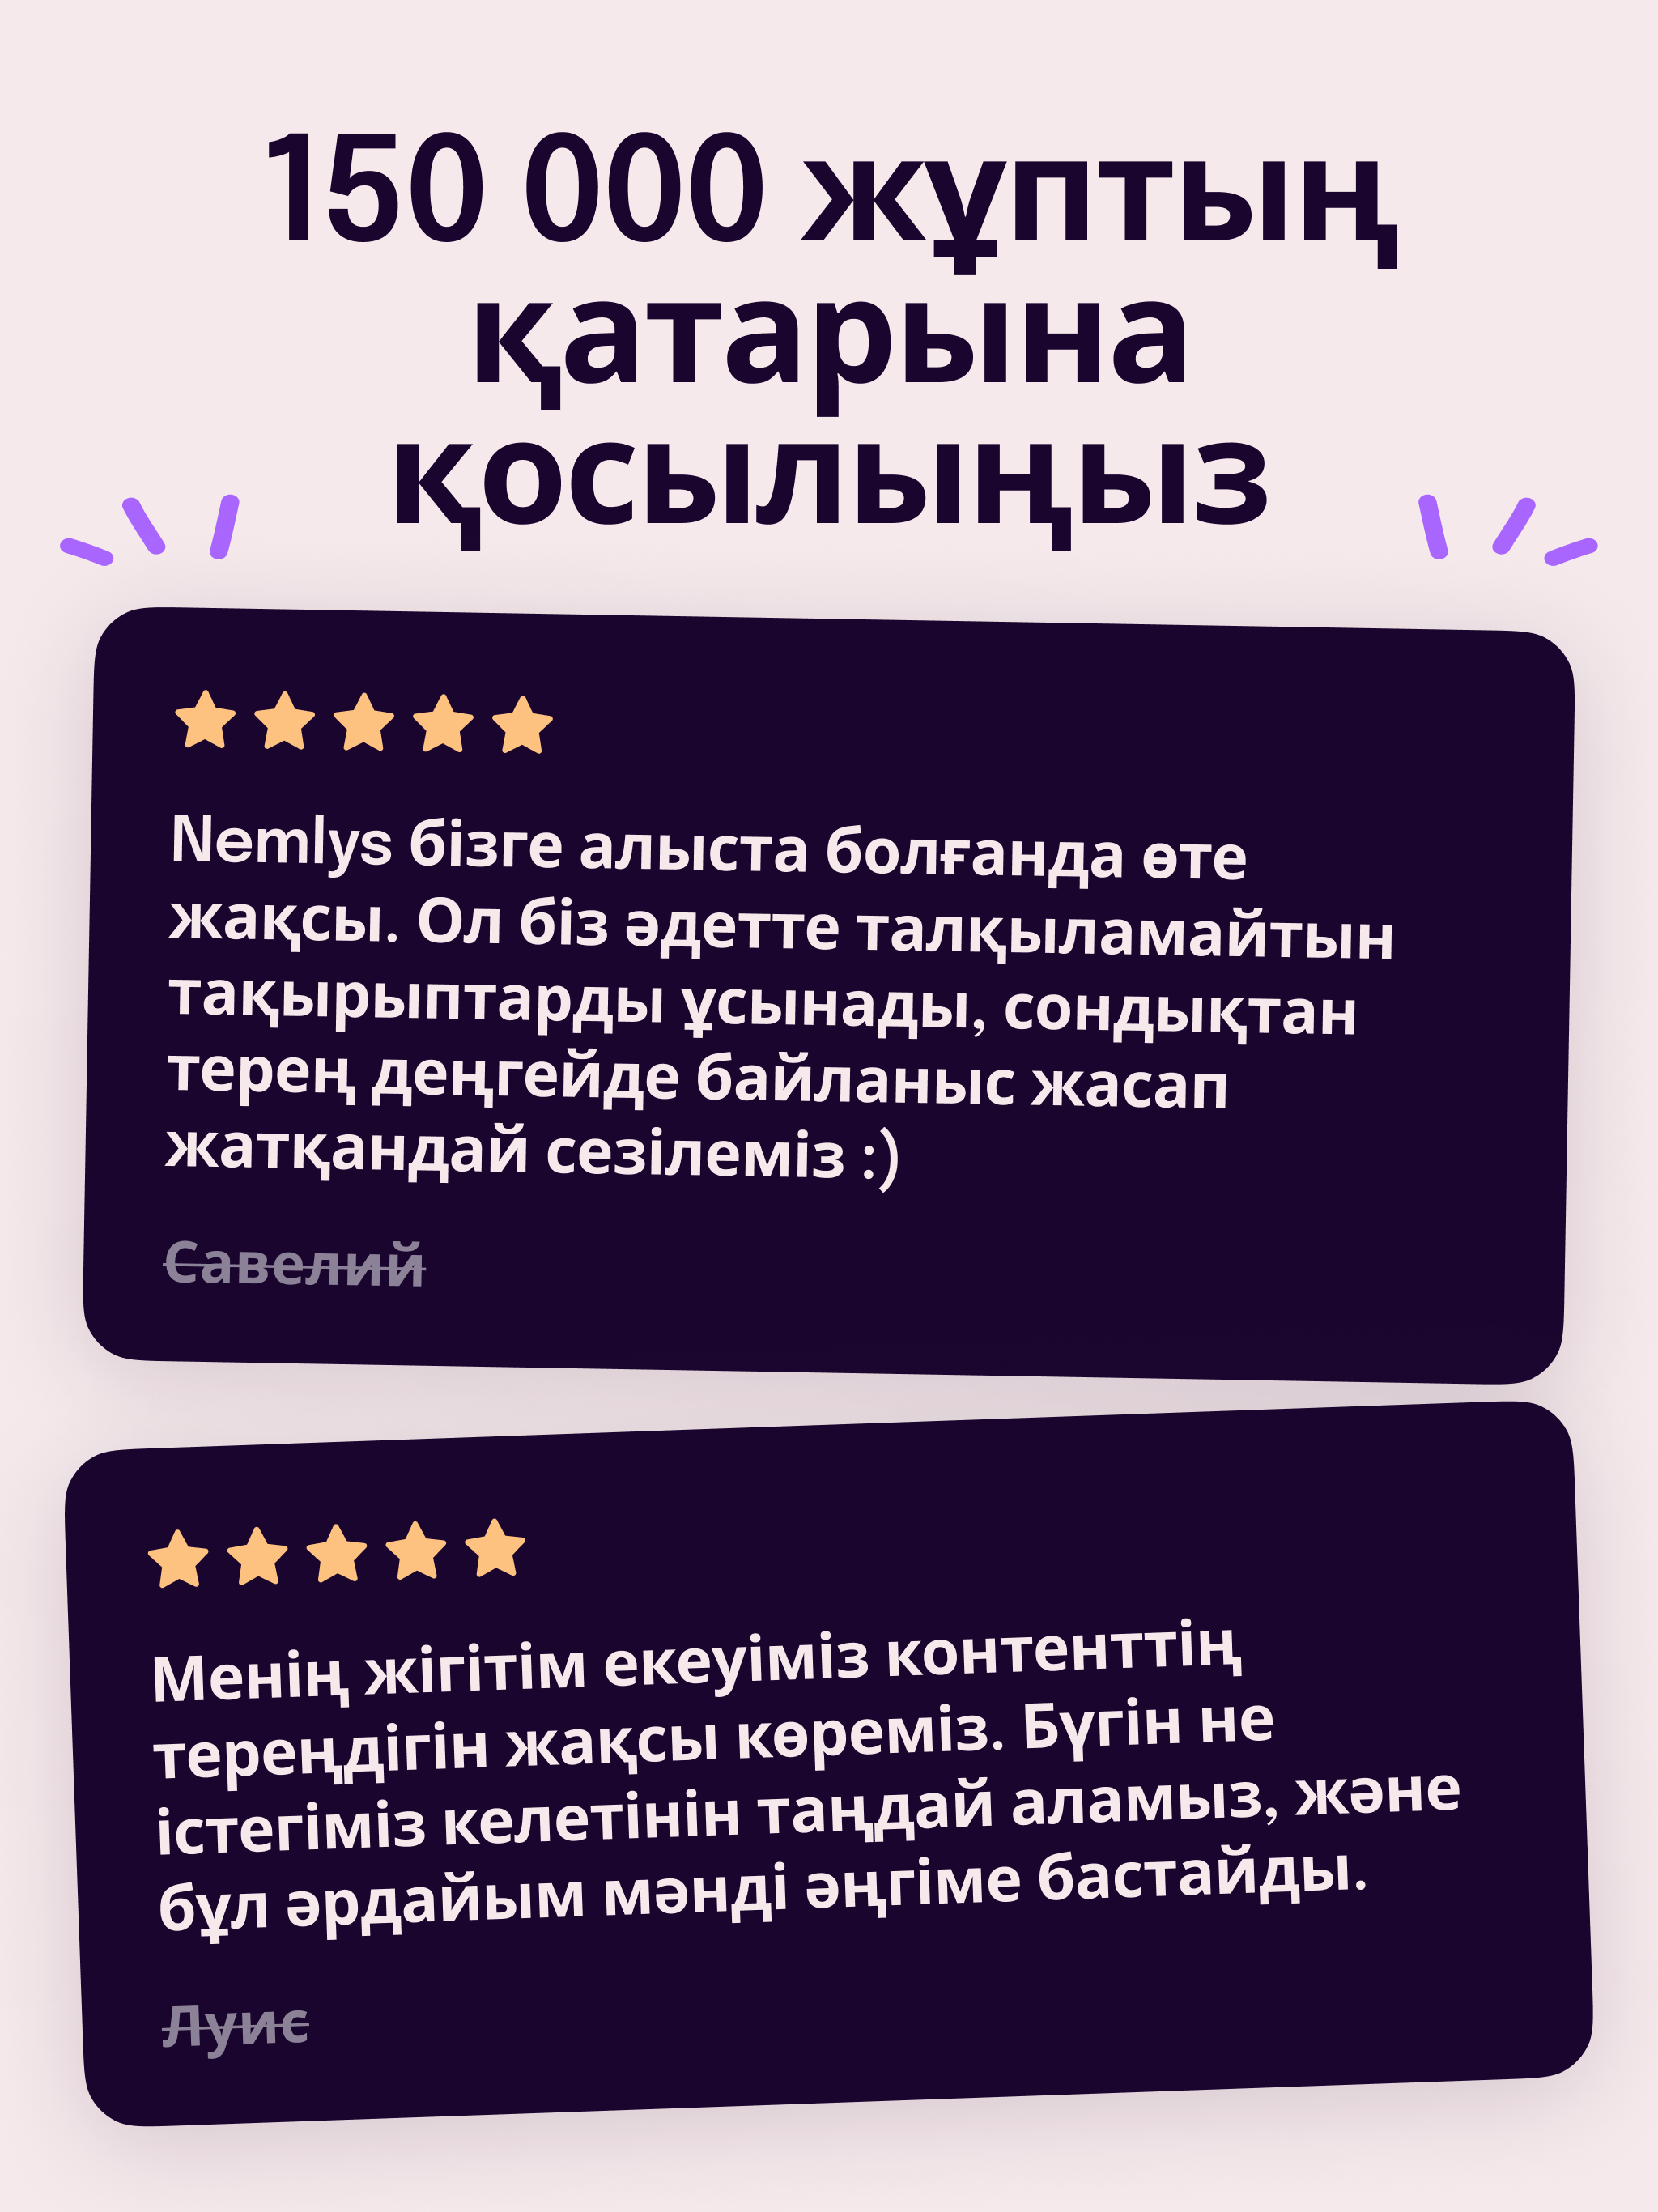 150 000 жұптың
қатарына
қосылыңыз
Nemlys бізге алыста болғанда өте
жақсы. Ол біз әдетте талқыламайтын
тақырыптарды ұсынады, сондықтан
терең деңгейде байланыс жасап
жатқандай сезілеміз :)
Савелий
Менің жігітім екеуіміз контенттің
тереңдігін жақсы көреміз. Бүгін не
істегіміз келетінін таңдай аламыз, және
бұл әрдайым мәнді әңгіме бастайды.
Луис